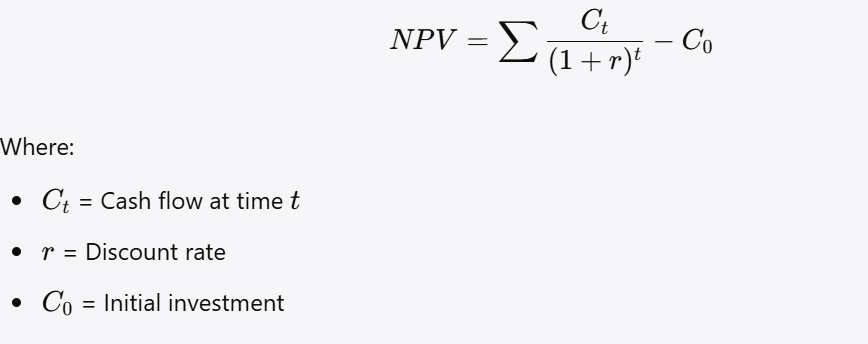 NPV = ∑ C_t / (1 + r)^t − C_0
Where:
• C_t = Cash flow at time t
• r = Discount rate
• C_0 = Initial investment